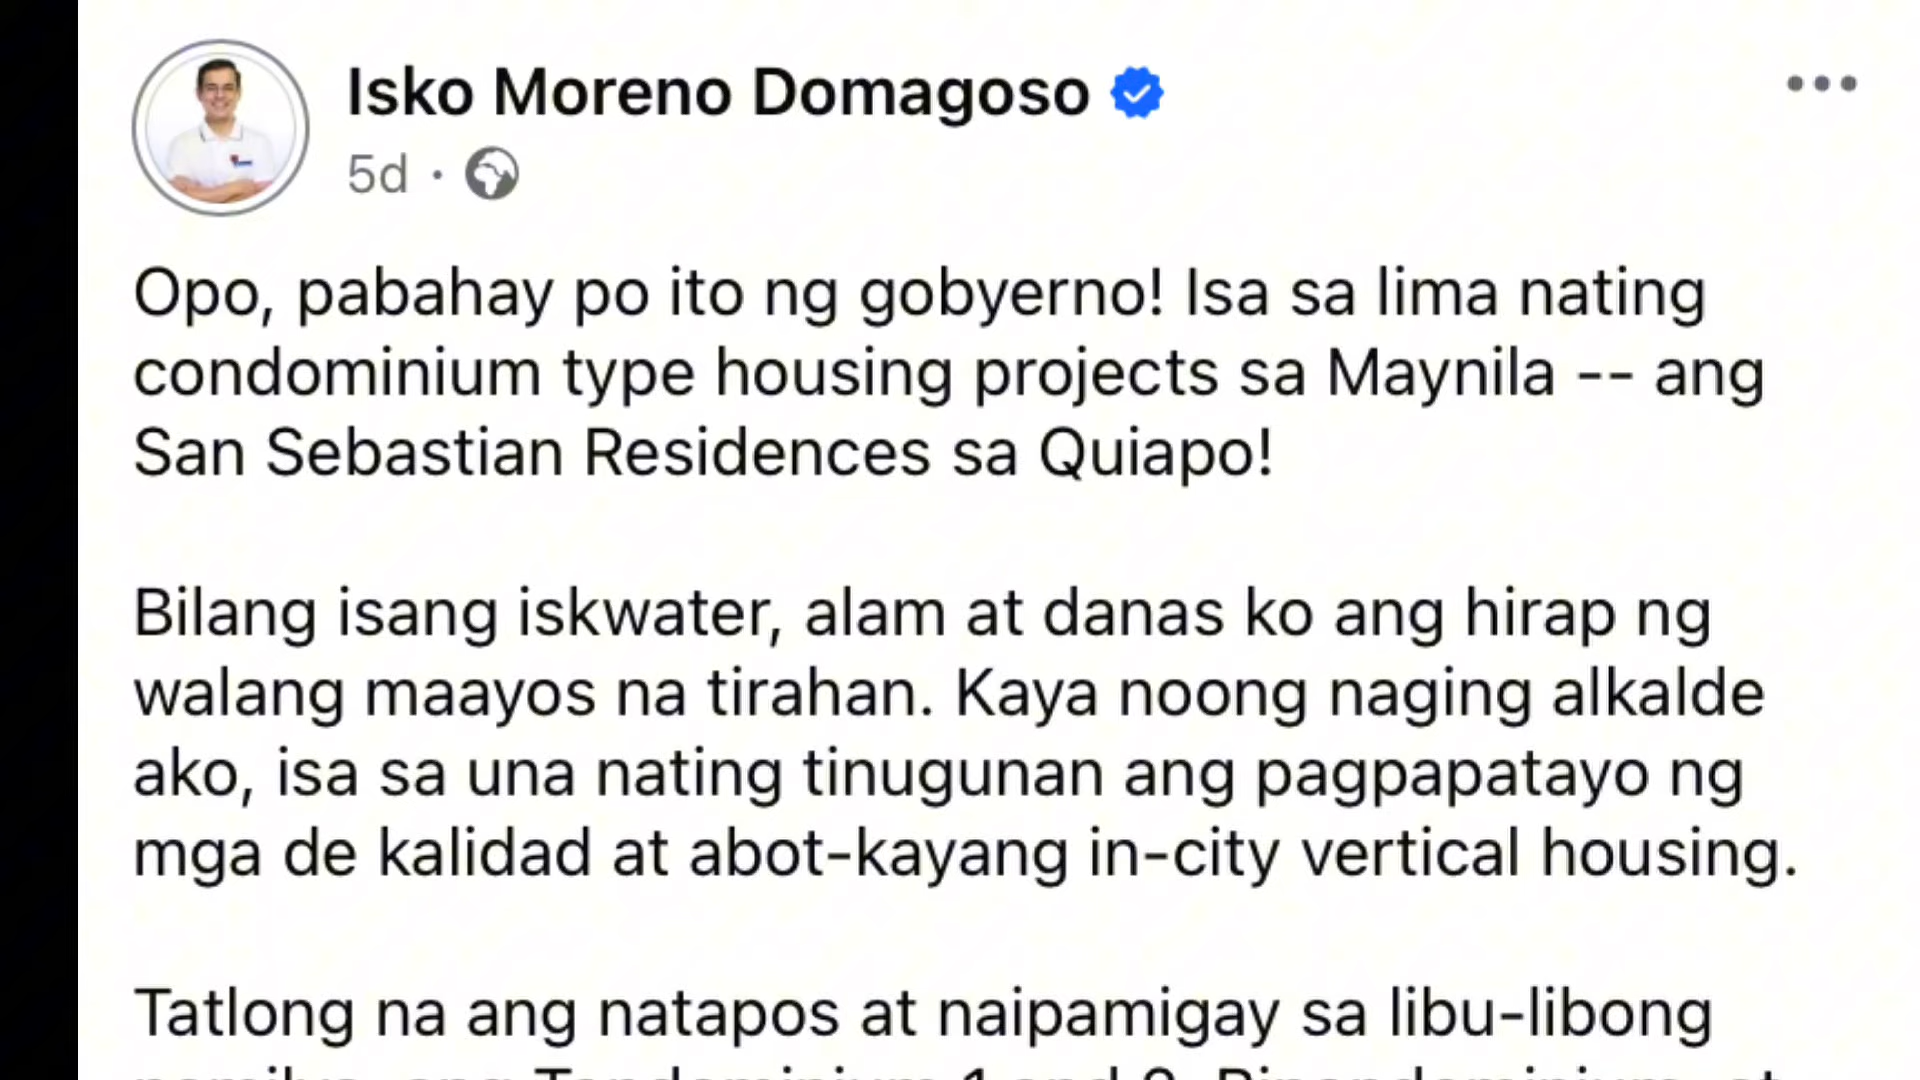 Isko Moreno Domagoso
5d ·
Opo, pabahay po ito ng gobyerno! Isa sa lima nating
condominium type housing projects sa Maynila -- ang
San Sebastian Residences sa Quiapo!
Bilang isang iskwater, alam at danas ko ang hirap ng
walang maayos na tirahan. Kaya noong naging alkalde
ako, isa sa una nating tinugunan ang pagpapatayo ng
mga de kalidad at abot-kayang in-city vertical housing.
Tatlong na ang natapos at naipamigay sa libu-libong